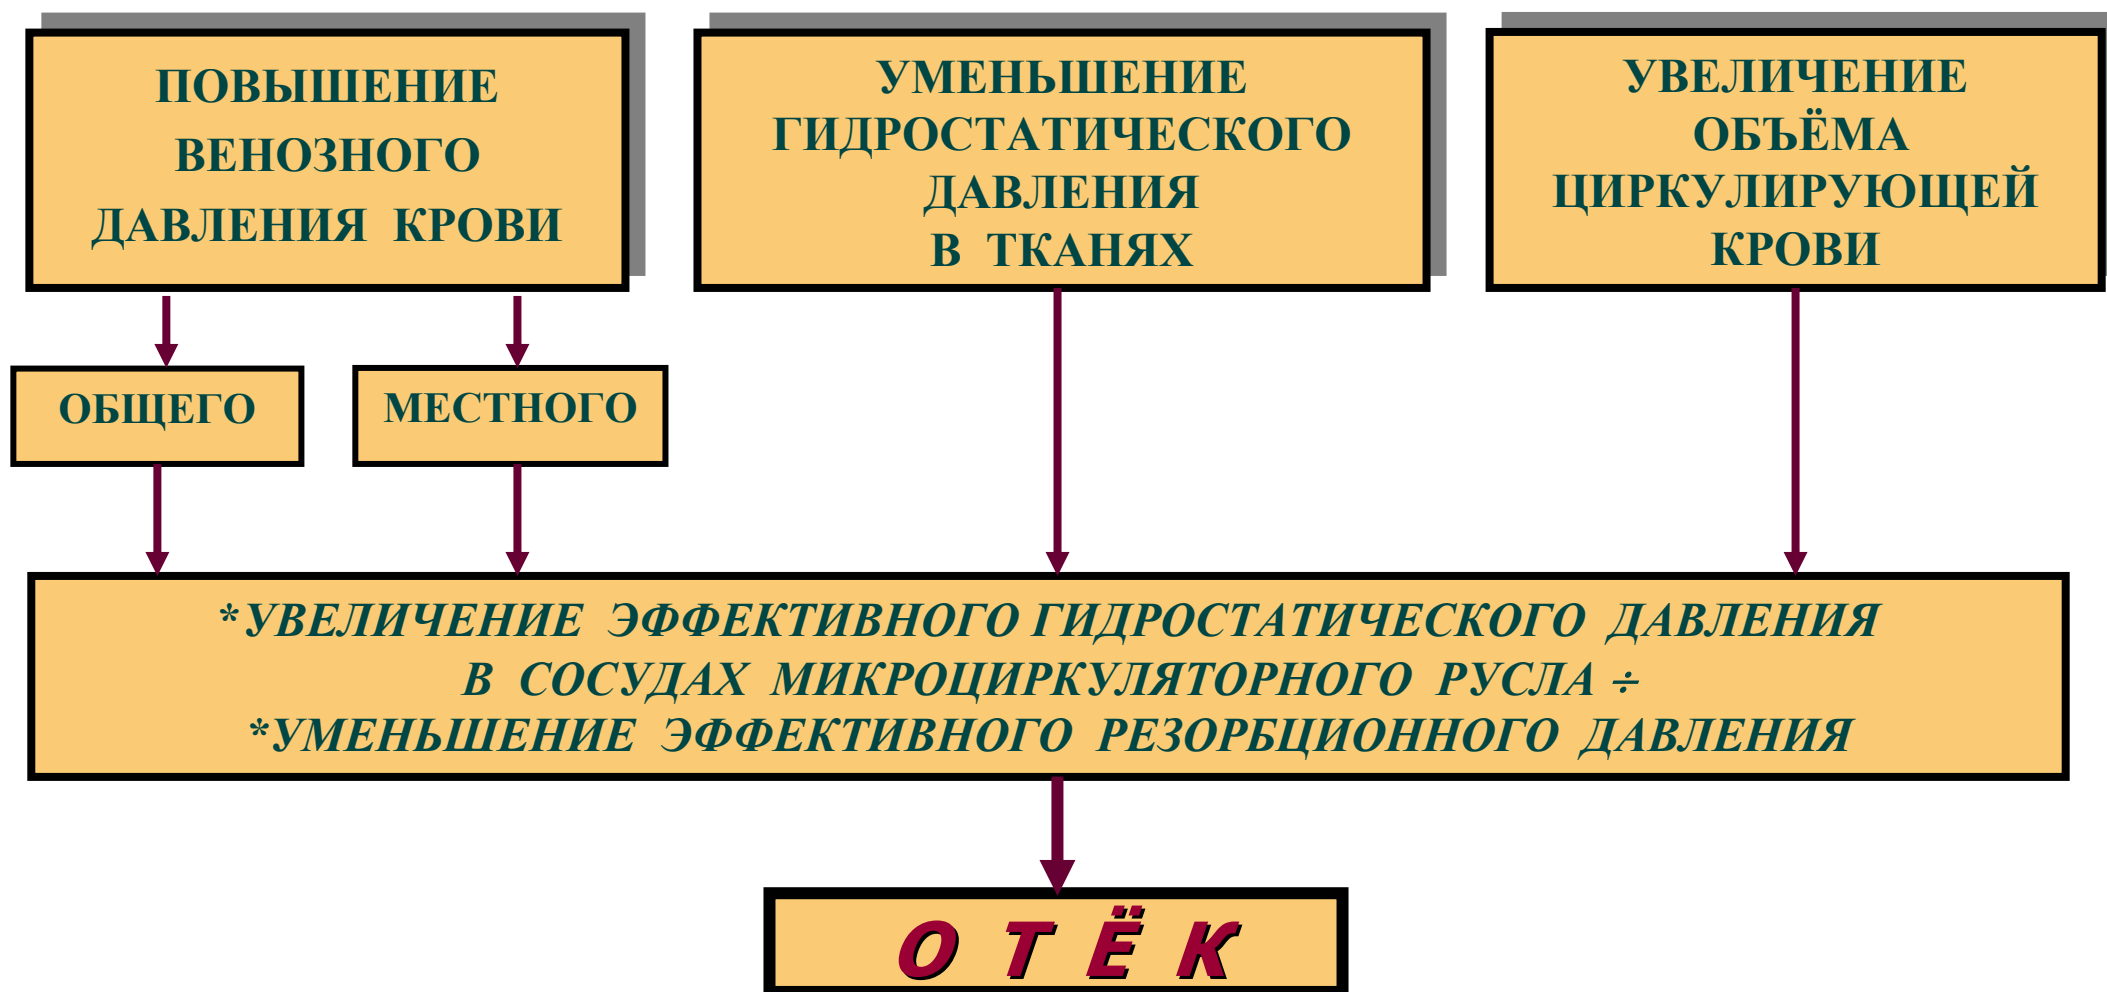 ПОВЫШЕНИЕ
ВЕНОЗНОГО
ДАВЛЕНИЯ КРОВИ
УМЕНЬШЕНИЕ
ГИДРОСТАТИЧЕСКОГО
ДАВЛЕНИЯ
В ТКАНЯХ
УВЕЛИЧЕНИЕ
ОБЪЁМА
ЦИРКУЛИРУЮЩЕЙ
КРОВИ
ОБЩЕГО
МЕСТНОГО
*УВЕЛИЧЕНИЕ ЭФФЕКТИВНОГО ГИДРОСТАТИЧЕСКОГО ДАВЛЕНИЯ
В СОСУДАХ МИКРОЦИРКУЛЯТОРНОГО РУСЛА ÷
*УМЕНЬШЕНИЕ ЭФФЕКТИВНОГО РЕЗОРБЦИОННОГО ДАВЛЕНИЯ
О Т Ё К